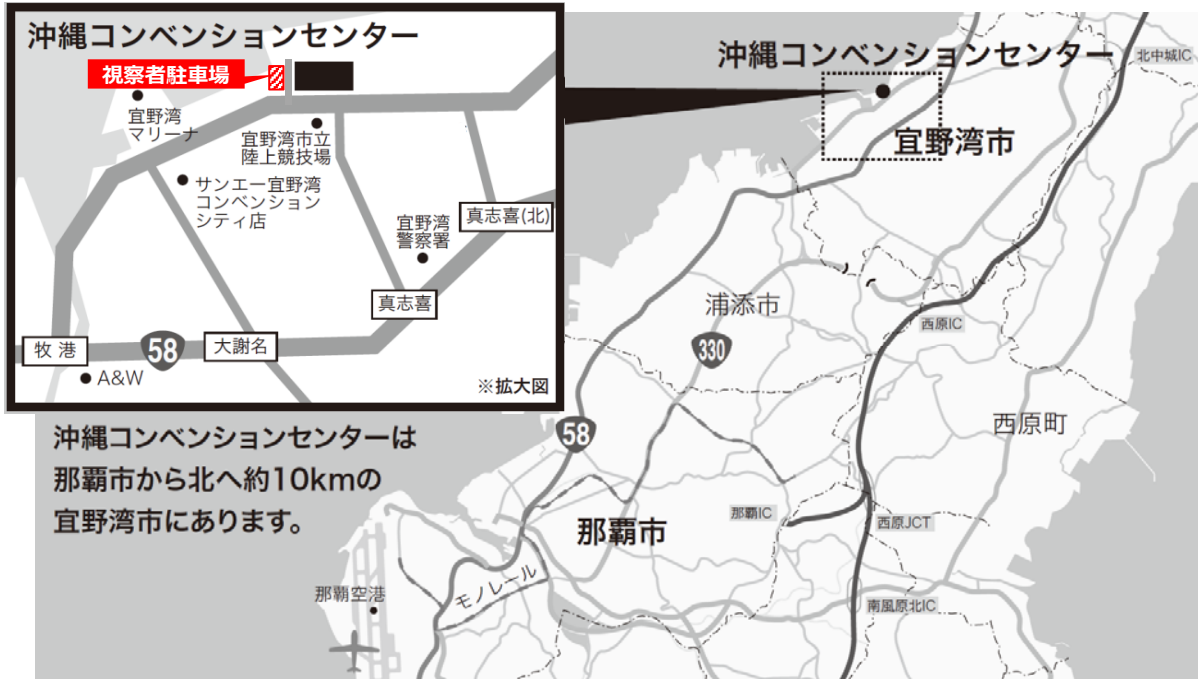 沖縄コンベンションセンター
視察者駐車場
宜野湾
マリーナ
宜野湾市立
陸上競技場
サンエー宜野湾
コンベンション
シティ店
宜野湾
警察署
真志喜(北)
真志喜
牧 港
58
大謝名
A&W
※拡大図
沖縄コンベンションセンターは
那覇市から北へ約10kmの
宜野湾市にあります。
沖縄コンベンションセンター
北中城IC
宜野湾市
浦添市
西原IC
330
58
西原町
那覇市
那覇IC
西原JCT
モノレール
那覇空港
南風原北IC